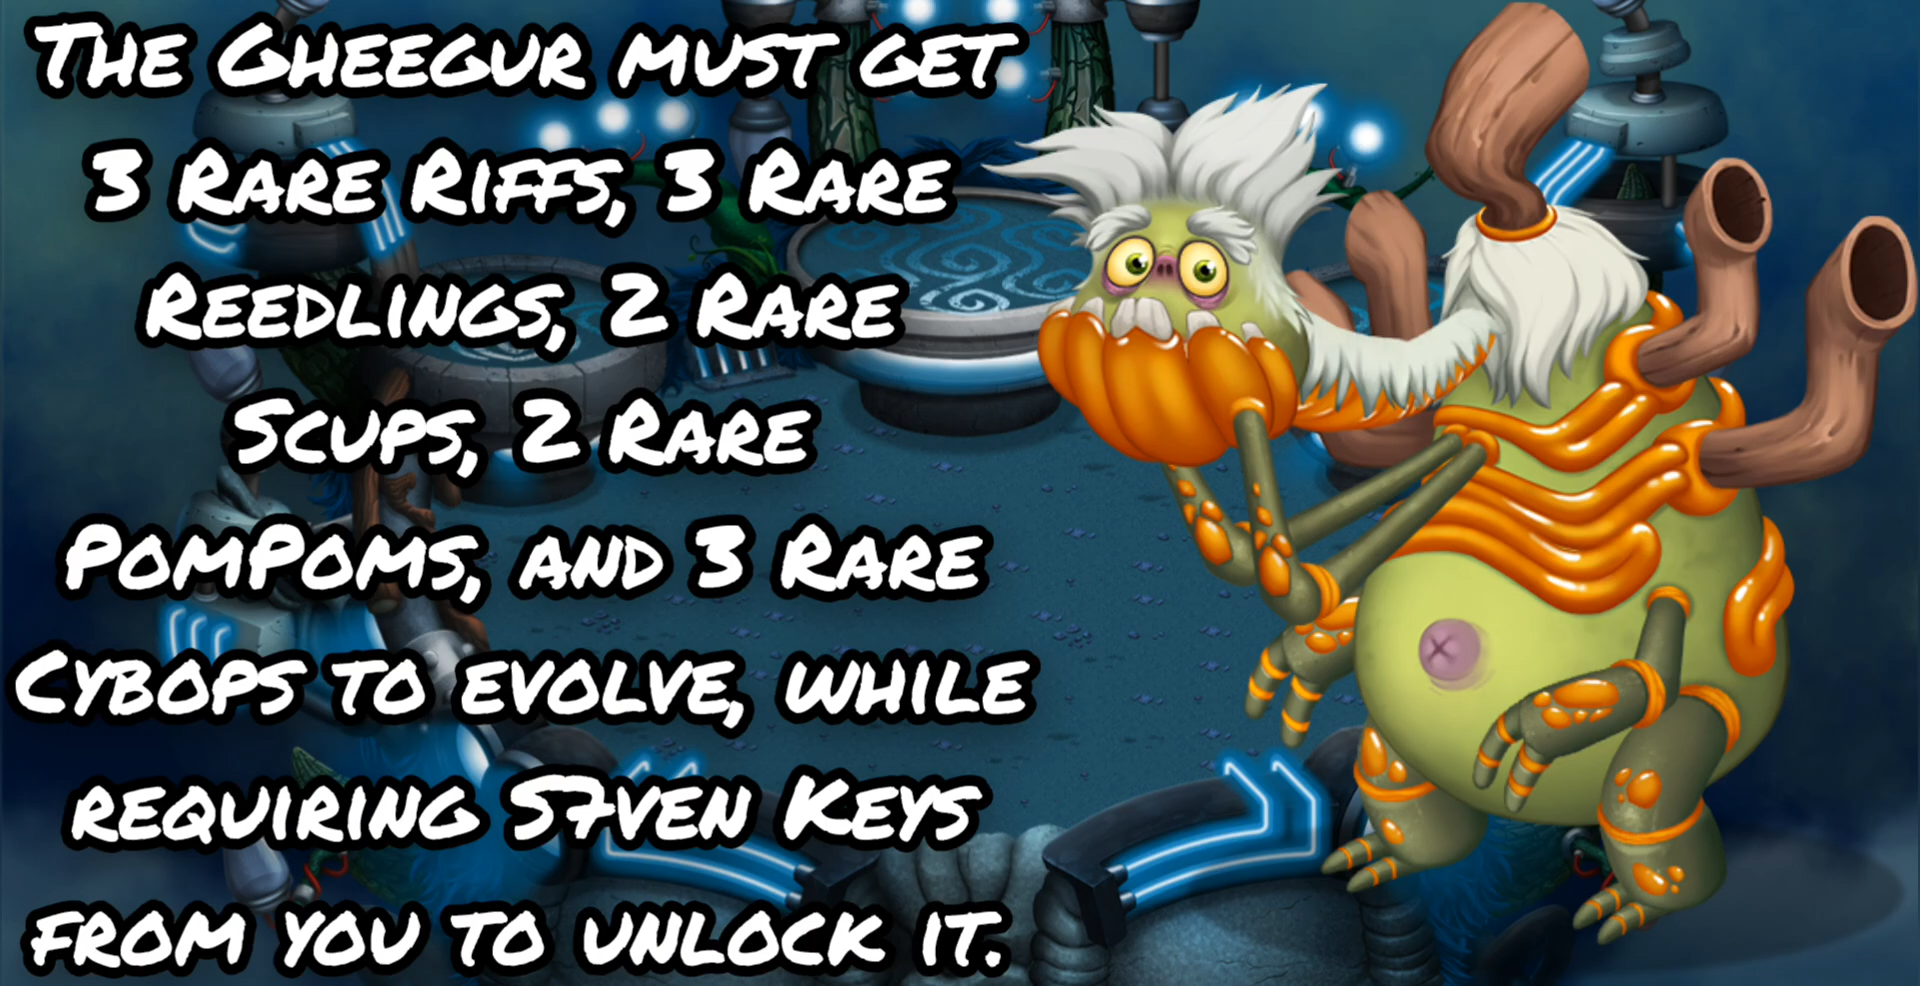 The Gheegur must get
3 Rare Riffs, 3 Rare
Reedlings, 2 Rare
Scups, 2 Rare
PomPoms, and 3 Rare
Cybops to evolve, while
requiring S7ven Keys
from you to unlock it.